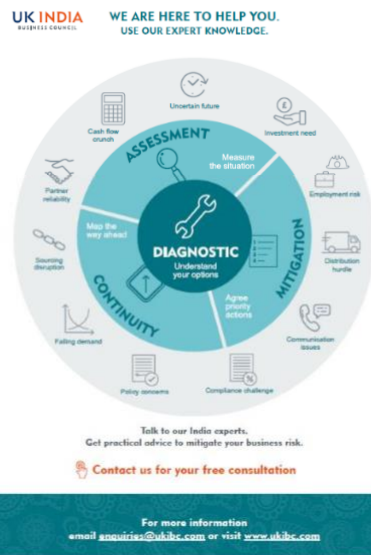 UK INDIA
BUSINESS COUNCIL
WE ARE HERE TO HELP YOU.
USE OUR EXPERT KNOWLEDGE.
Uncertain future
Cash flow
crunch
Investment need
ASSESSMENT
Measure
the situation
Partner
reliability
Employment risk
Map the
way ahead
DIAGNOSTIC
Understand
your options
MITIGATION
Sourcing
disruption
Distribution
hurdle
CONTINUITY
Agree
priority
actions
Falling demand
Communication
issues
Policy concerns
Compliance challenge
Talk to our India experts.
Get practical advice to mitigate your business risk.
Contact us for your free consultation
For more information
email enquiries@ukibc.com or visit www.ukibc.com